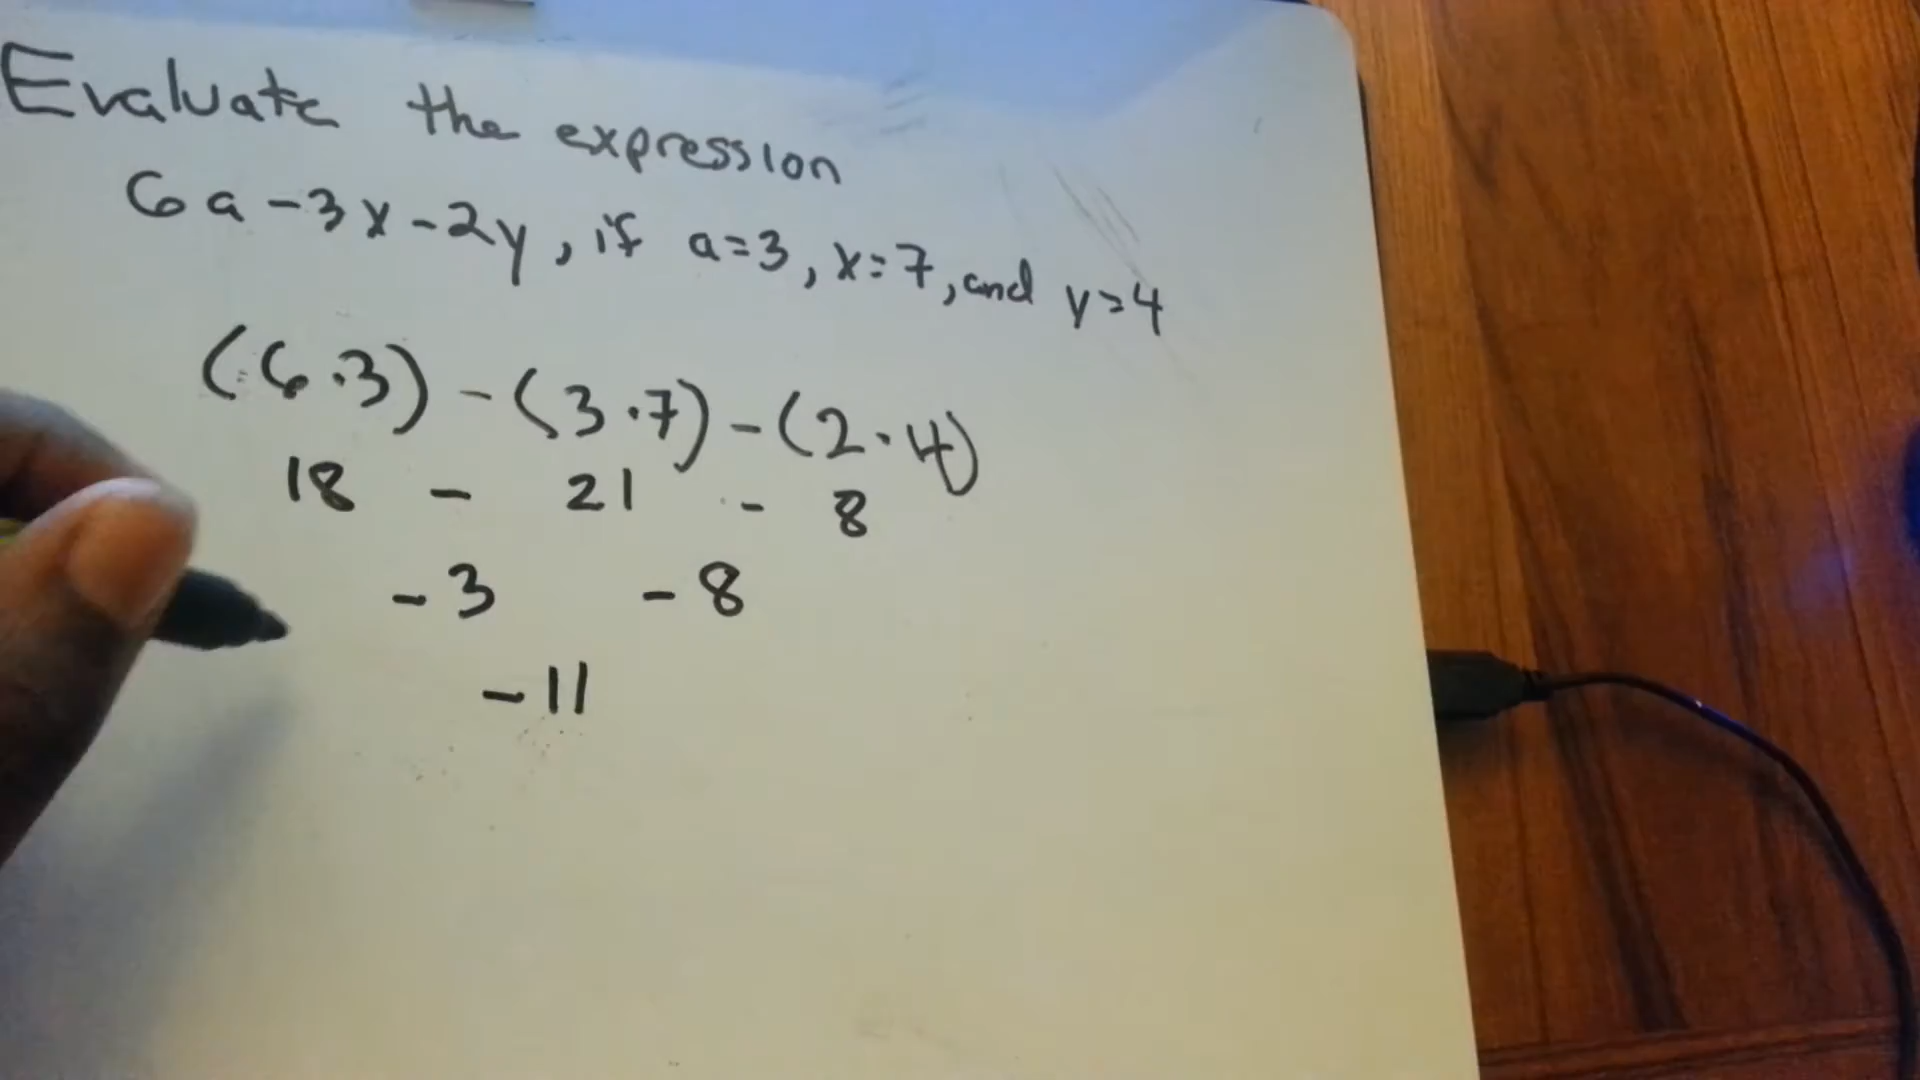 Evaluate the expression
6a-3x-2y, if a=3, x=7, and y=4
(6·3) - (3·7) - (2·4)
18 - 21 - 8
-3 -8
-11